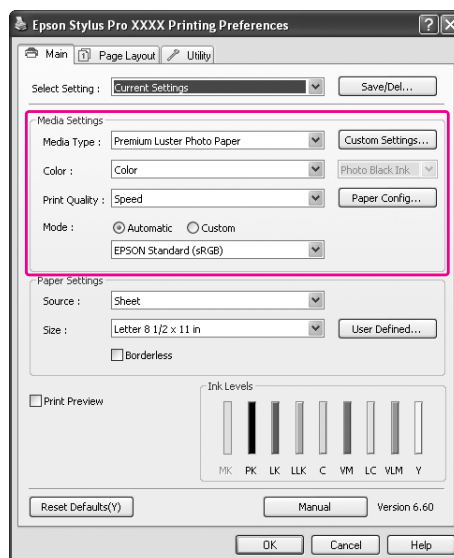 Epson Stylus Pro XXXX Printing Preferences
Main Page Layout Utility
Select Setting : Current Settings Save/Del...
Media Settings
Media Type : Premium Luster Photo Paper Custom Settings...
Color : Color Photo Black Ink
Print Quality : Speed Paper Config...
Mode : Automatic Custom
EPSON Standard (sRGB)
Paper Settings
Source : Sheet
Size : Letter 8 1/2 x 11 in User Defined...
Borderless
Print Preview
Ink Levels
MK PK LK LLK C VM LC VLM Y
Reset Defaults(Y) Manual Version 6.60
OK Cancel Help